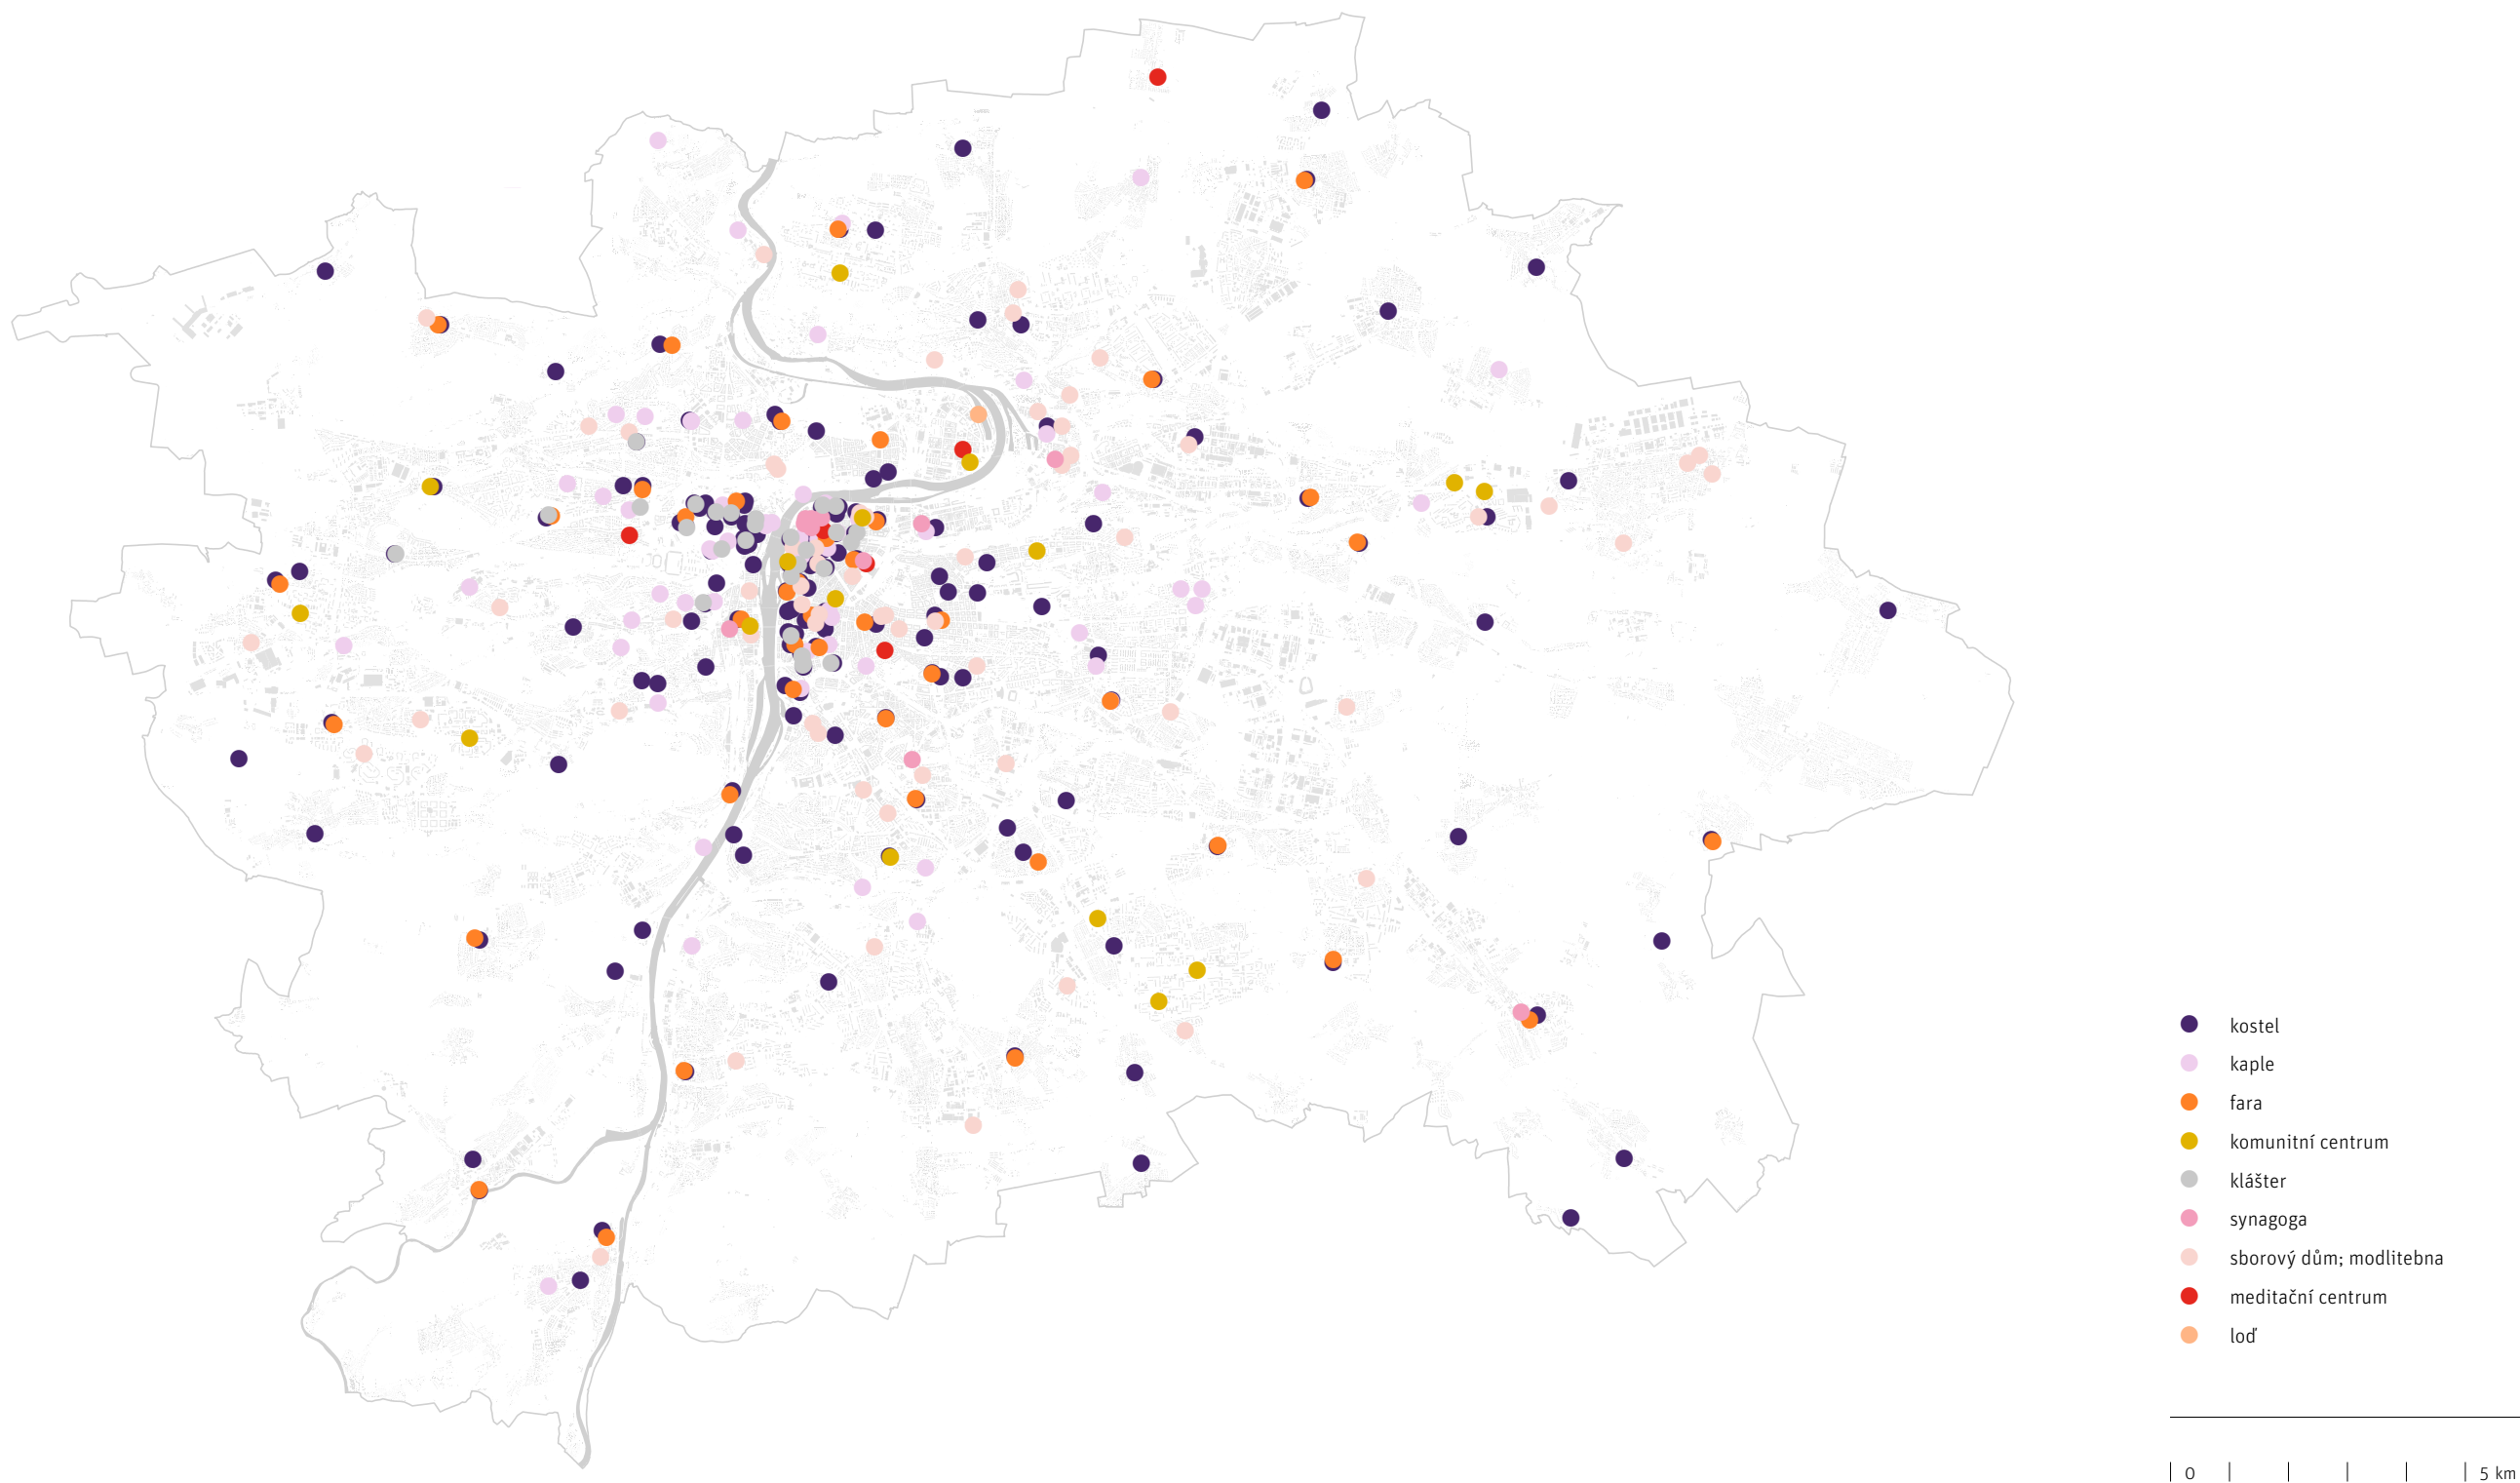 kostel
kaple
fara
komunitní centrum
klášter
synagoga
sborový dům; modlitebna
meditační centrum
loď
0 5 km